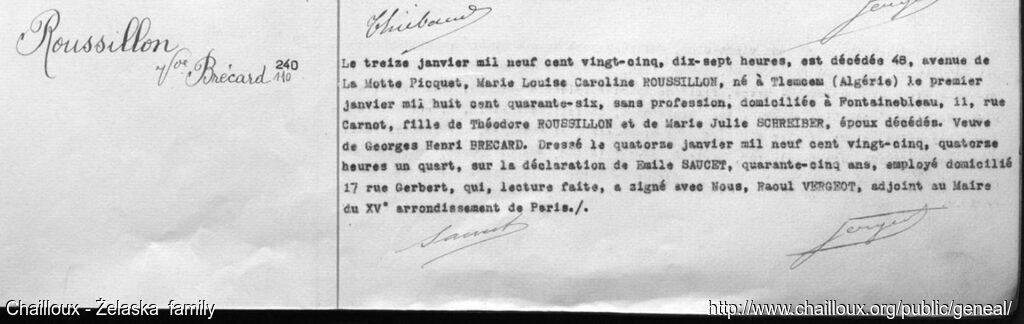 Thiébaud
Roussillon
Vve Brécard
240
110
Le treize janvier mil neuf cent vingt-cinq, dix-sept heures, est décédée 48, avenue de
La Motte Picquet, Marie Louise Caroline ROUSSILLON, né à Tlemcem (Algérie) le premier
janvier mil huit cent quarante-six, sans profession, domiciliée à Fontainebleau, 11, rue
Carnot, fille de Théodore ROUSSILLON et de Marie Julie SCHREIBER, époux décédés. Veuve
de Georges Henri BRECARD. Dressé le quatorze janvier mil neuf cent vingt-cinq, quatorze
heures un quart, sur la déclaration de Emile SAUCET, quarante-cinq ans, employé domicilié
17 rue Gerbert, qui, lecture faite, a signé avec Nous, Raoul VERGEOT, adjoint au Maire
du XV° arrondissement de Paris./.
Saucet
Chailloux - Želaska family
http://www.chailloux.org/public/geneal/